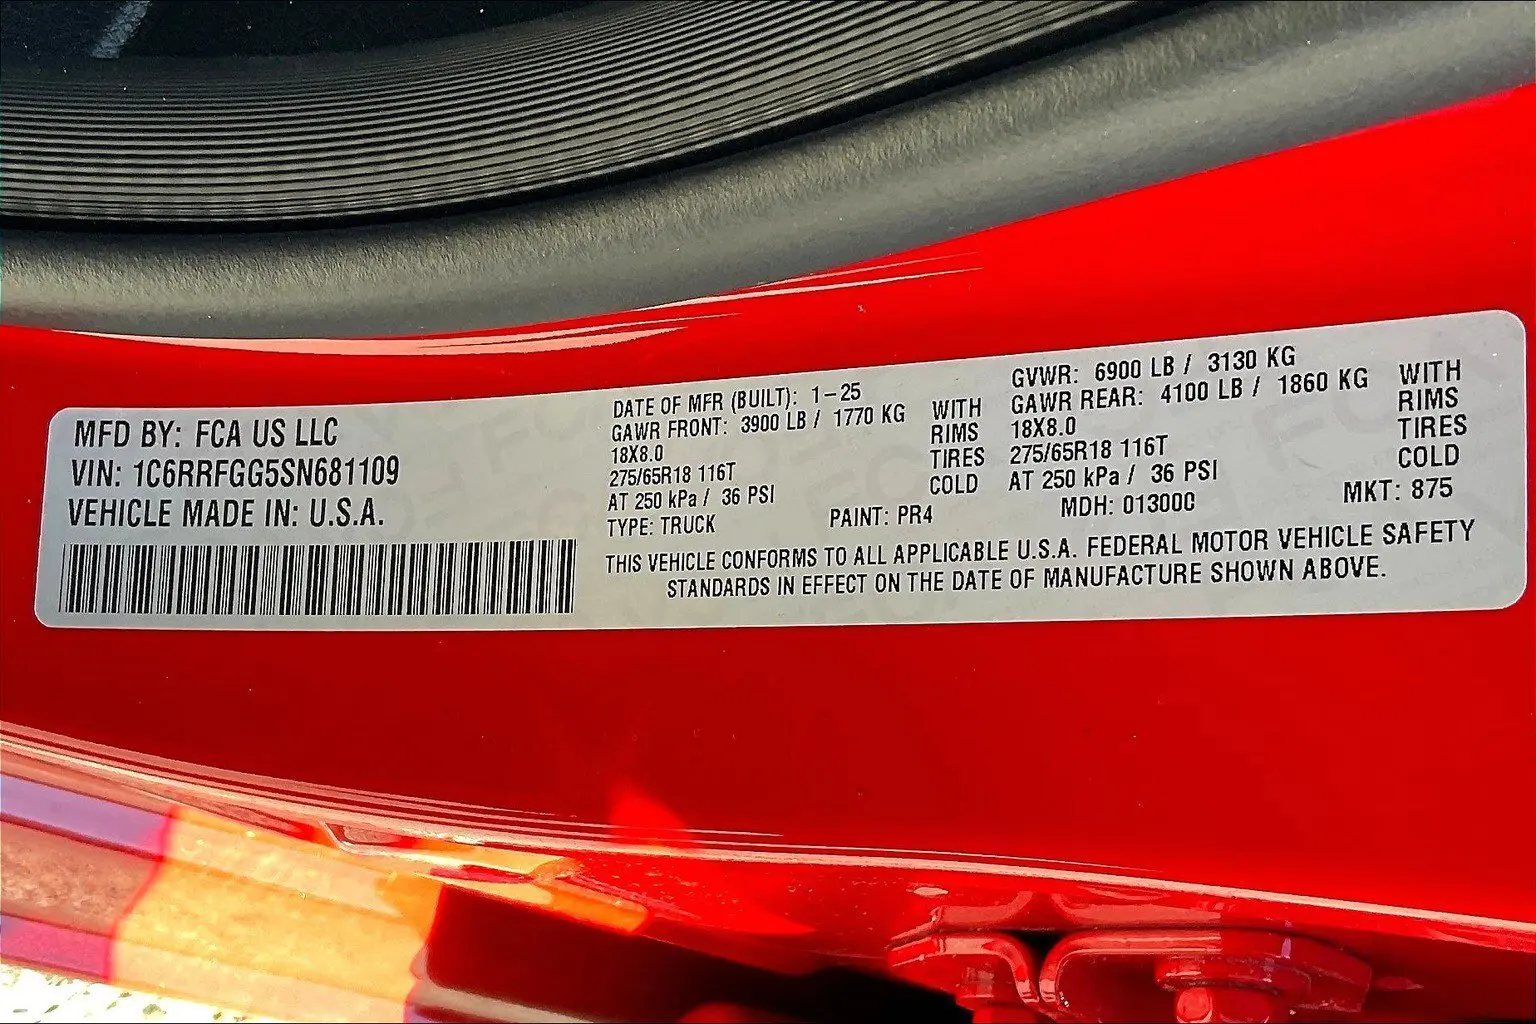 MFD BY: FCA US LLC
VIN: 1C6RRFGG5SN681109
VEHICLE MADE IN: U.S.A.
DATE OF MFR (BUILT): 1-25
GAWR FRONT: 3900 LB / 1770 KG WITH
18X8.0 RIMS
275/65R18 116T TIRES
AT 250 kPa / 36 PSI COLD
GVWR: 6900 LB / 3130 KG
GAWR REAR: 4100 LB / 1860 KG WITH
18X8.0 RIMS
275/65R18 116T TIRES
AT 250 kPa / 36 PSI COLD
TYPE: TRUCK PAINT: PR4 MDH: 01300C MKT: 875
THIS VEHICLE CONFORMS TO ALL APPLICABLE U.S.A. FEDERAL MOTOR VEHICLE SAFETY
STANDARDS IN EFFECT ON THE DATE OF MANUFACTURE SHOWN ABOVE.